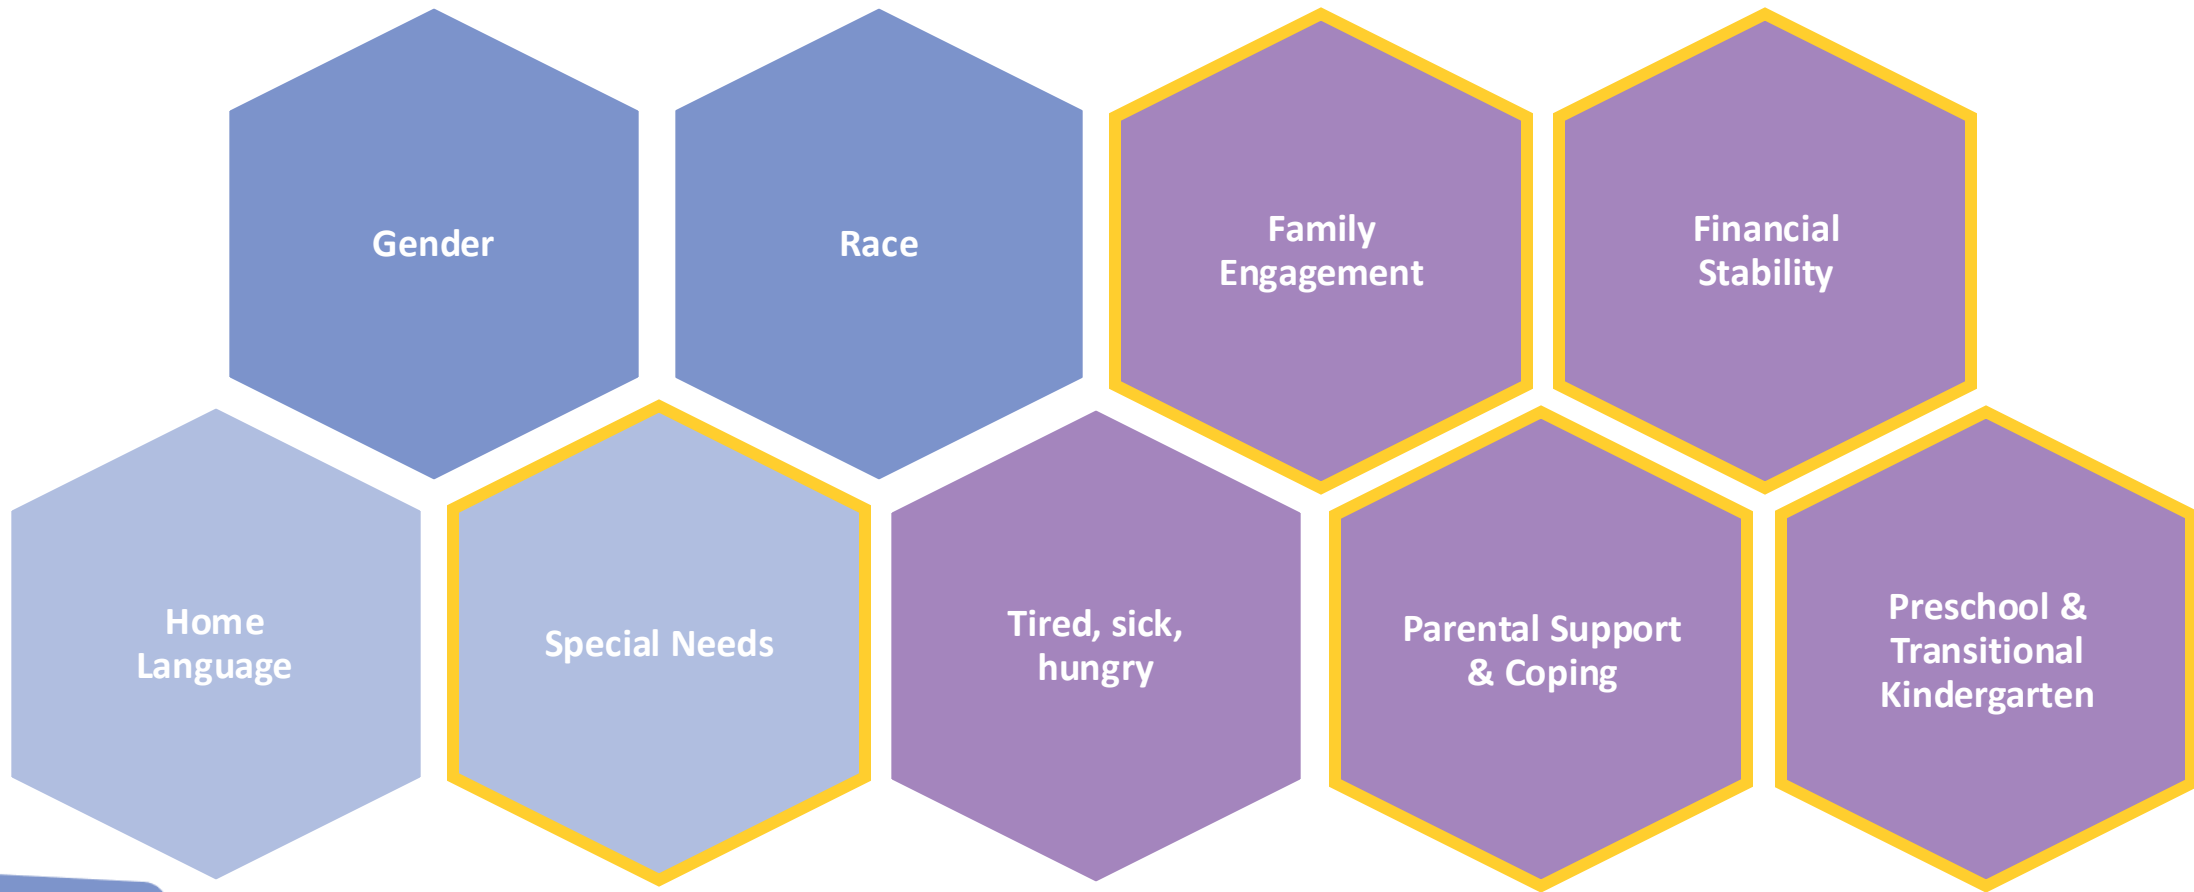 Gender
Race
Family
Engagement
Financial
Stability
Home
Language
Special Needs
Tired, sick,
hungry
Parental Support
& Coping
Preschool &
Transitional
Kindergarten